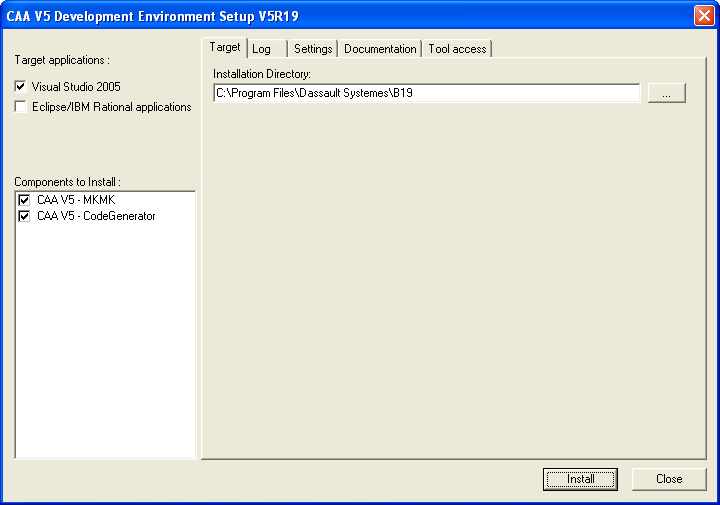 CAA V5 Development Environment Setup V5R19
Target applications :
Visual Studio 2005
Eclipse/IBM Rational applications
Components to Install :
CAA V5 - MKMK
CAA V5 - CodeGenerator
Target Log Settings Documentation Tool access
Installation Directory:
C:\Program Files\Dassault Systemes\B19
...
Install Close